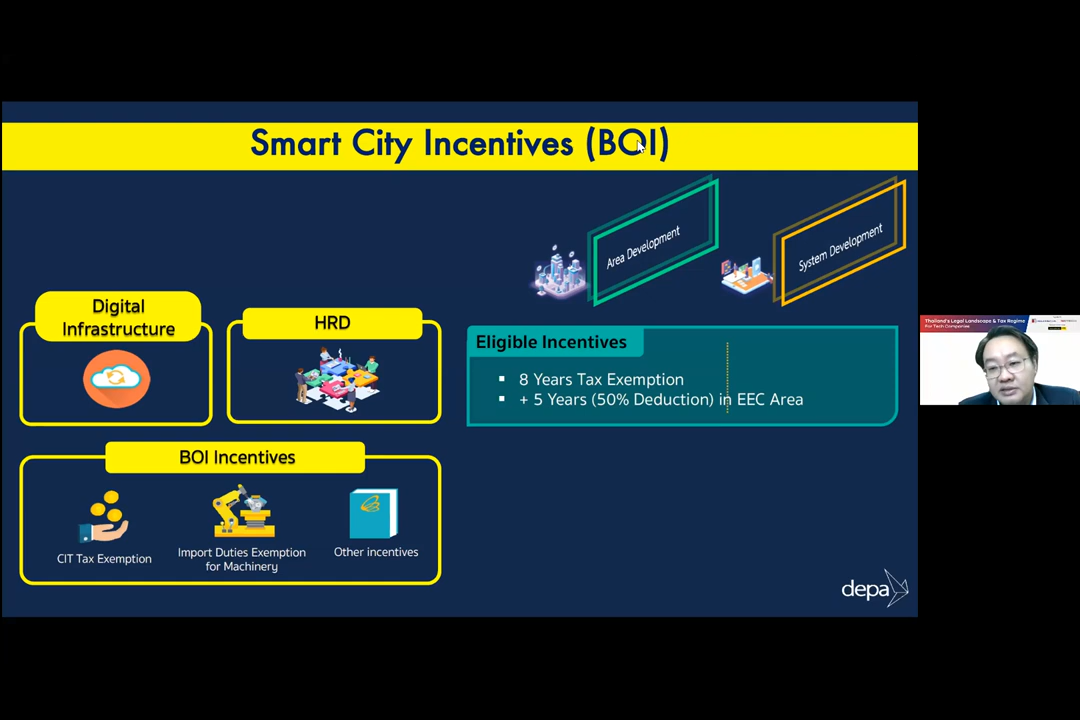 Smart City Incentives (BOI)
Area Development
System Development
Digital
Infrastructure
HRD
Eligible Incentives
▪ 8 Years Tax Exemption
▪ + 5 Years (50% Deduction) in EEC Area
BOI Incentives
CIT Tax Exemption
Import Duties Exemption
for Machinery
Other incentives
depa
Thailand's Legal Landscape & Tax Regime
For Tech Companies